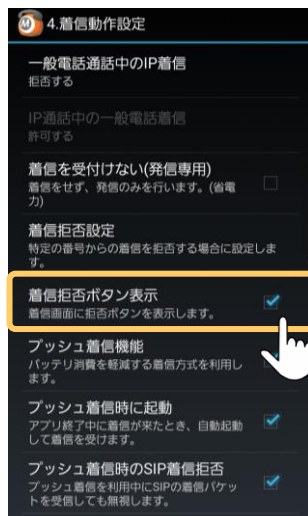 4.着信動作設定
一般電話通話中のIP着信
拒否する
IP通話中の一般電話着信
許可する
着信を受付けない(発信専用)
着信をせず、発信のみを行います。(省電
力)
着信拒否設定
特定の番号からの着信を拒否する場合に設定しま
す。
着信拒否ボタン表示
着信画面に拒否ボタンを表示します。
プッシュ着信機能
バッテリ消費を軽減する着信方式を利用し
ます。
プッシュ着信時に起動
アプリ終了中に着信が来たとき、自動起動
して着信を受けます。
プッシュ着信時のSIP着信拒否
プッシュ着信を利用中にSIPの着信パケッ
トを受信しても無視します。